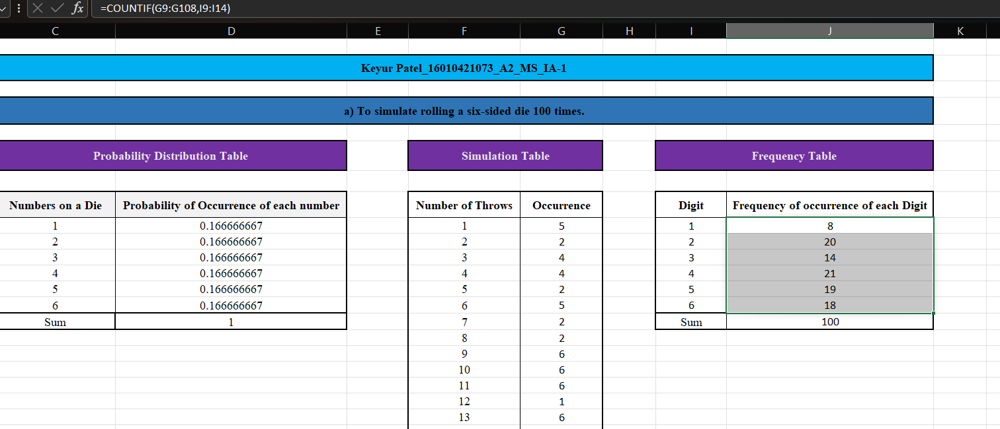 fx =COUNTIF(G9:G108,I9:I14)
C D E F G H I J K
Keyur Patel_16010421073_A2_MS_IA-1
a) To simulate rolling a six-sided die 100 times.
Probability Distribution Table Simulation Table Frequency Table
Numbers on a Die Probability of Occurrence of each number Number of Throws Occurrence Digit Frequency of occurrence of each Digit
1 0.166666667 1 5 1 8
2 0.166666667 2 2 2 20
3 0.166666667 3 4 3 14
4 0.166666667 4 4 4 21
5 0.166666667 5 2 5 19
6 0.166666667 6 5 6 18
Sum 1 7 2 Sum 100
8 2
9 6
10 6
11 6
12 1
13 6